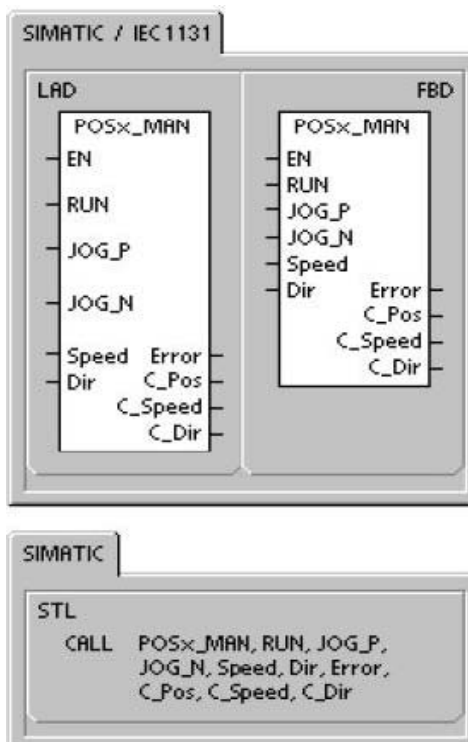 SIMATIC / IEC1131
LAD
POSx_MAN
EN
RUN
JOG_P
JOG_N
Speed Error
Dir C_Pos
C_Speed
C_Dir
FBD
POSx_MAN
EN
RUN
JOG_P
JOG_N
Speed
Dir Error
C_Pos
C_Speed
C_Dir
SIMATIC
STL
CALL POSx_MAN, RUN, JOG_P,
JOG_N, Speed, Dir, Error,
C_Pos, C_Speed, C_Dir